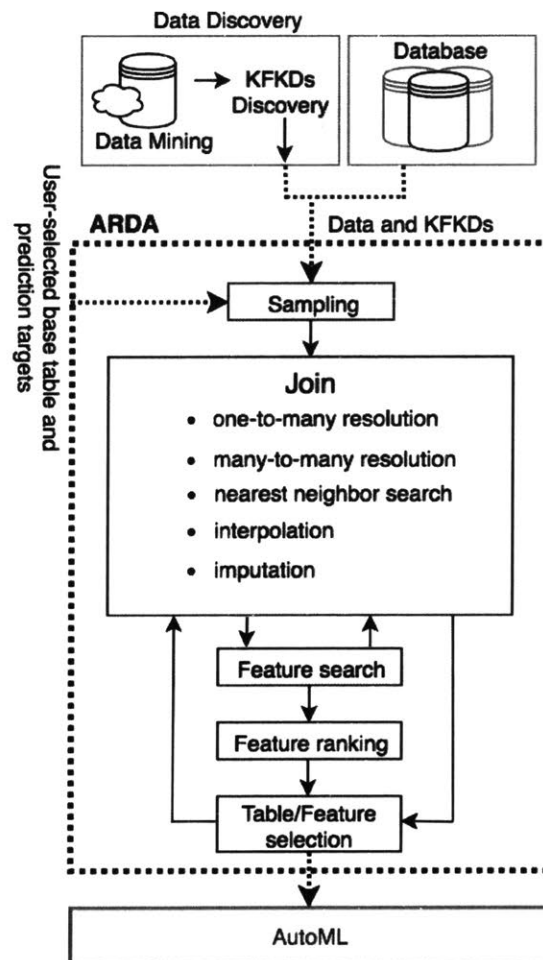 Data Discovery
KFKDs
Discovery
Data Mining
Database
User-selected base table and
prediction targets
ARDA
Data and KFKDs
Sampling
Join
• one-to-many resolution
• many-to-many resolution
• nearest neighbor search
• interpolation
• imputation
Feature search
Feature ranking
Table/Feature
selection
AutoML